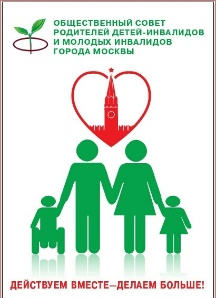 ОБЩЕСТВЕННЫЙ СОВЕТ
РОДИТЕЛЕЙ ДЕТЕЙ-ИНВАЛИДОВ
И МОЛОДЫХ ИНВАЛИДОВ
ГОРОДА МОСКВЫ
ДЕЙСТВУЕМ ВМЕСТЕ—ДЕЛАЕМ БОЛЬШЕ!